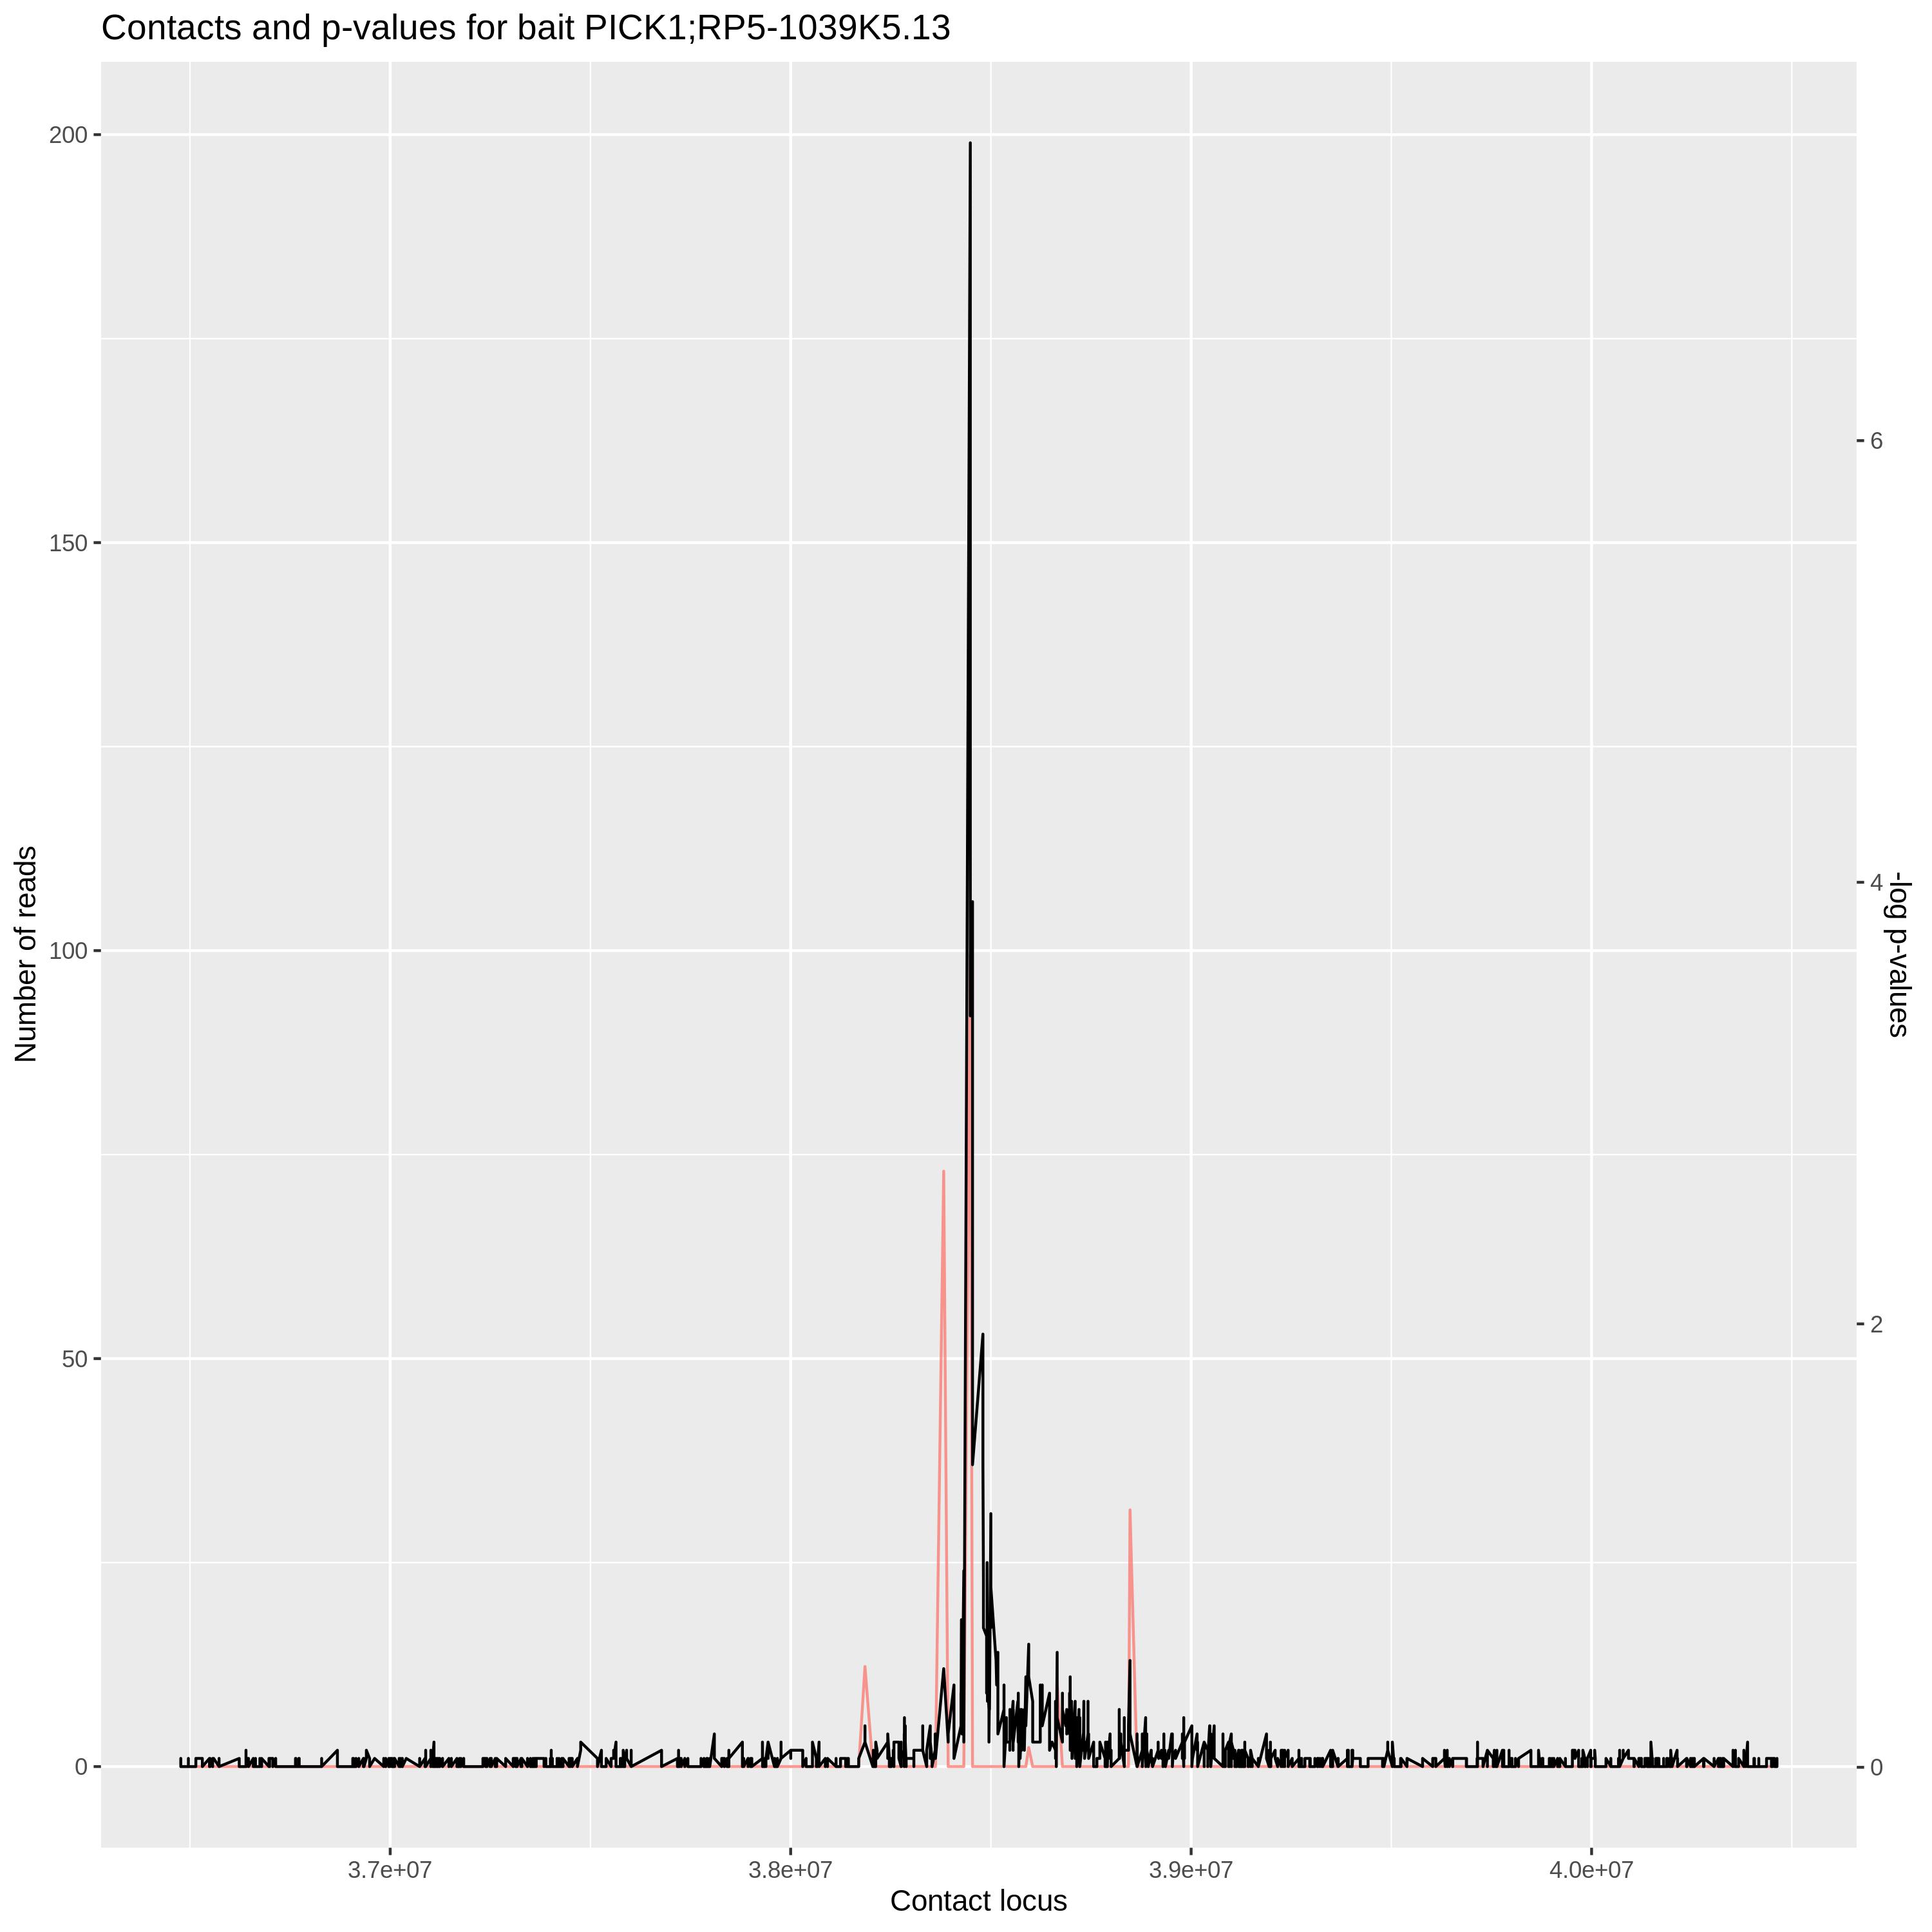 Contacts and p-values for bait PICK1;RP5-1039K5.13
200
150
100
50
0
Number of reads
6
4
2
0
-log p-values
3.7e+07
3.8e+07
3.9e+07
4.0e+07
Contact locus